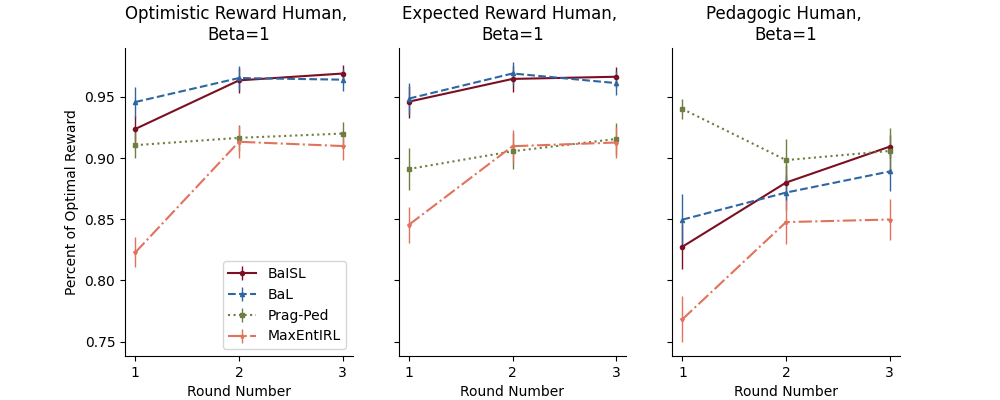 Optimistic Reward Human,
Beta=1
Expected Reward Human,
Beta=1
Pedagogic Human,
Beta=1
Percent of Optimal Reward
0.95
0.90
0.85
0.80
0.75
BaISL
BaL
Prag-Ped
MaxEntIRL
1 2 3
1 2 3
1 2 3
Round Number
Round Number
Round Number